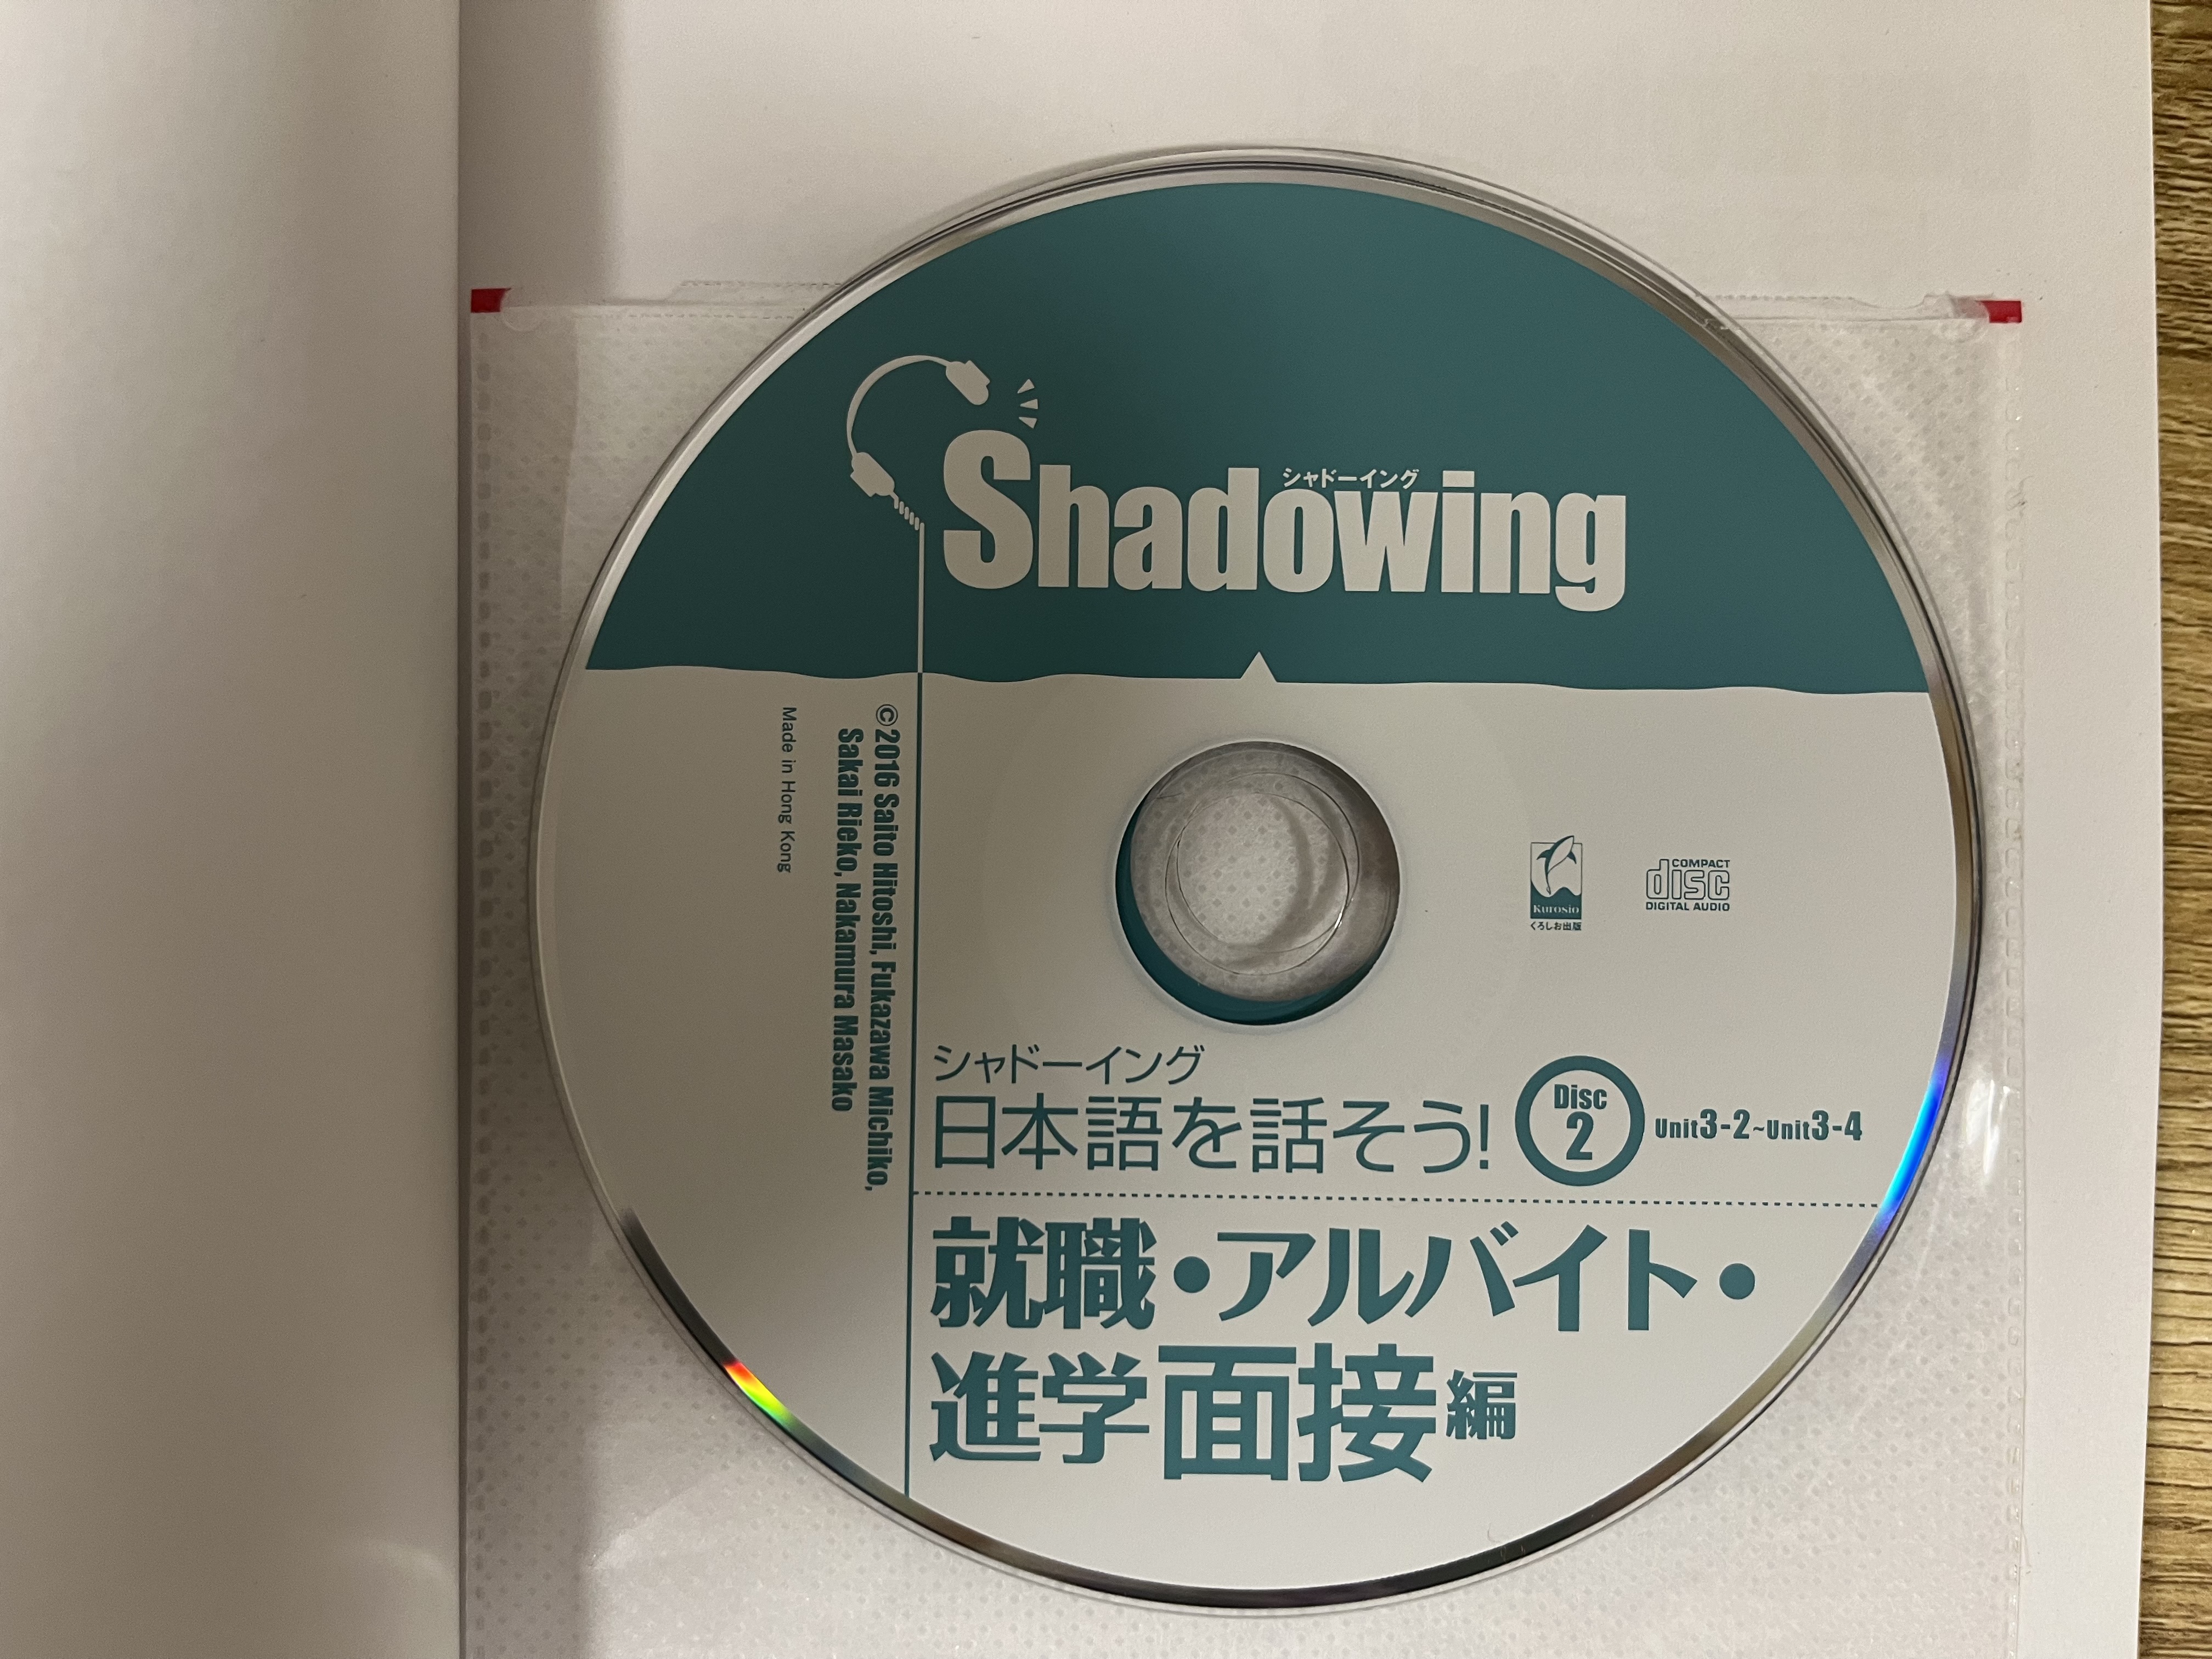 シャドーイング
Shadowing
©2016 Saito Hitoshi, Fukazawa Michiko,
Sakai Rieko, Nakamura Masako
Made in Hong Kong
Kurosio
くろしお出版
COMPACT
disc
DIGITAL AUDIO
シャドーイング
日本語を話そう!
Disc
2
Unit3-2~Unit3-4
就職・アルバイト・
進学面接編